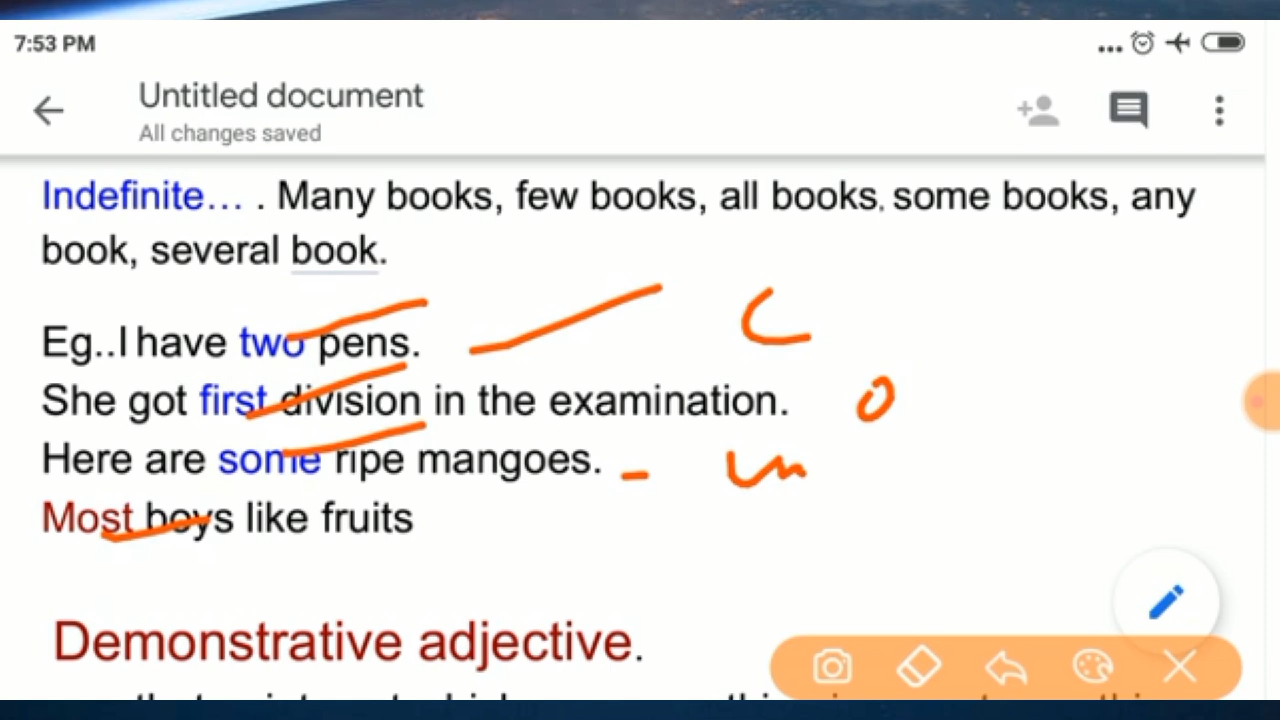 7:53 PM
Untitled document
All changes saved
Indefinite... . Many books, few books, all books, some books, any
book, several book.
Eg..I have two pens. C
She got first division in the examination. O
Here are some ripe mangoes. -
Most boys like fruits
Demonstrative adjective.